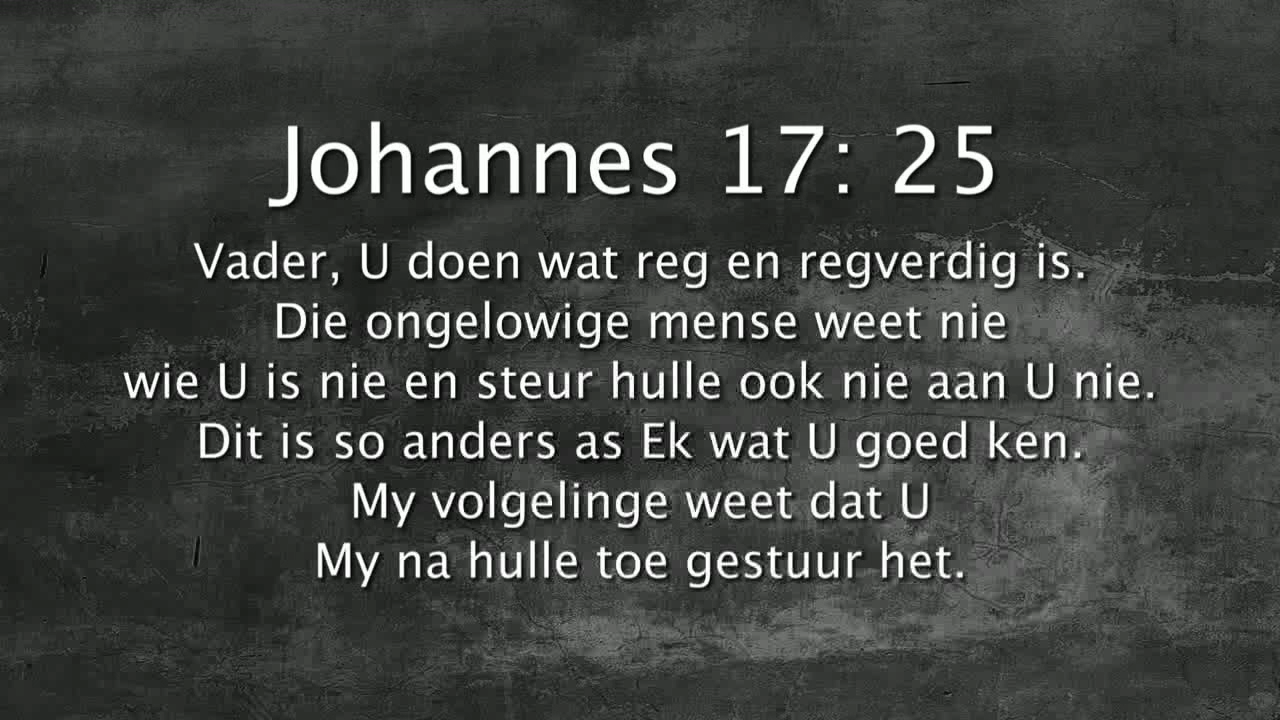 Johannes 17: 25
Vader, U doen wat reg en regverdig is.
Die ongelowige mense weet nie
wie U is nie en steur hulle ook nie aan U nie.
Dit is so anders as Ek wat U goed ken.
My volgelinge weet dat U
My na hulle toe gestuur het.